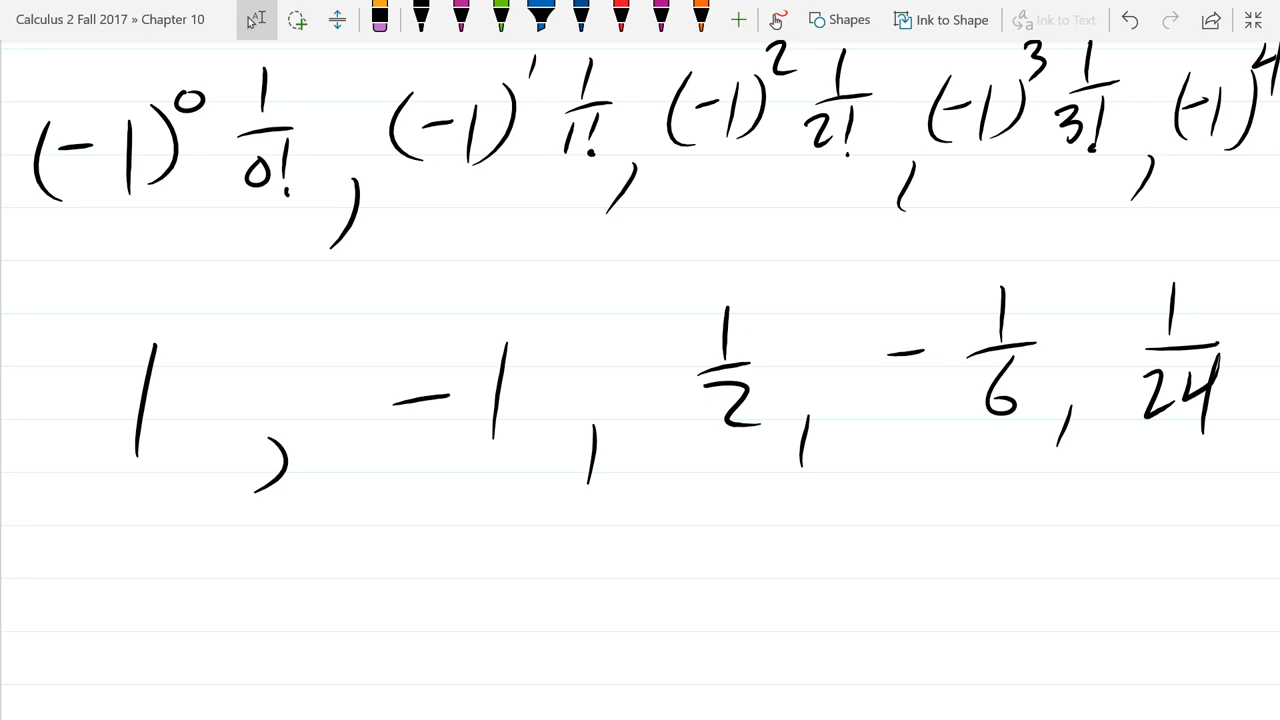 Calculus 2 Fall 2017 » Chapter 10 Shapes Ink to Shape Ink to Text
(-1)^0 1/0!, (-1)^1 1/1!, (-1)^2 1/2!, (-1)^3 1/3!, (-1)^4
1, -1, 1/2, -1/6, 1/24